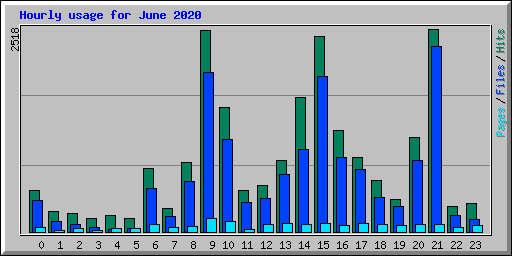 Hourly usage for June 2020
2518
Pages/Files/Hits
0 1 2 3 4 5 6 7 8 9 10 11 12 13 14 15 16 17 18 19 20 21 22 23